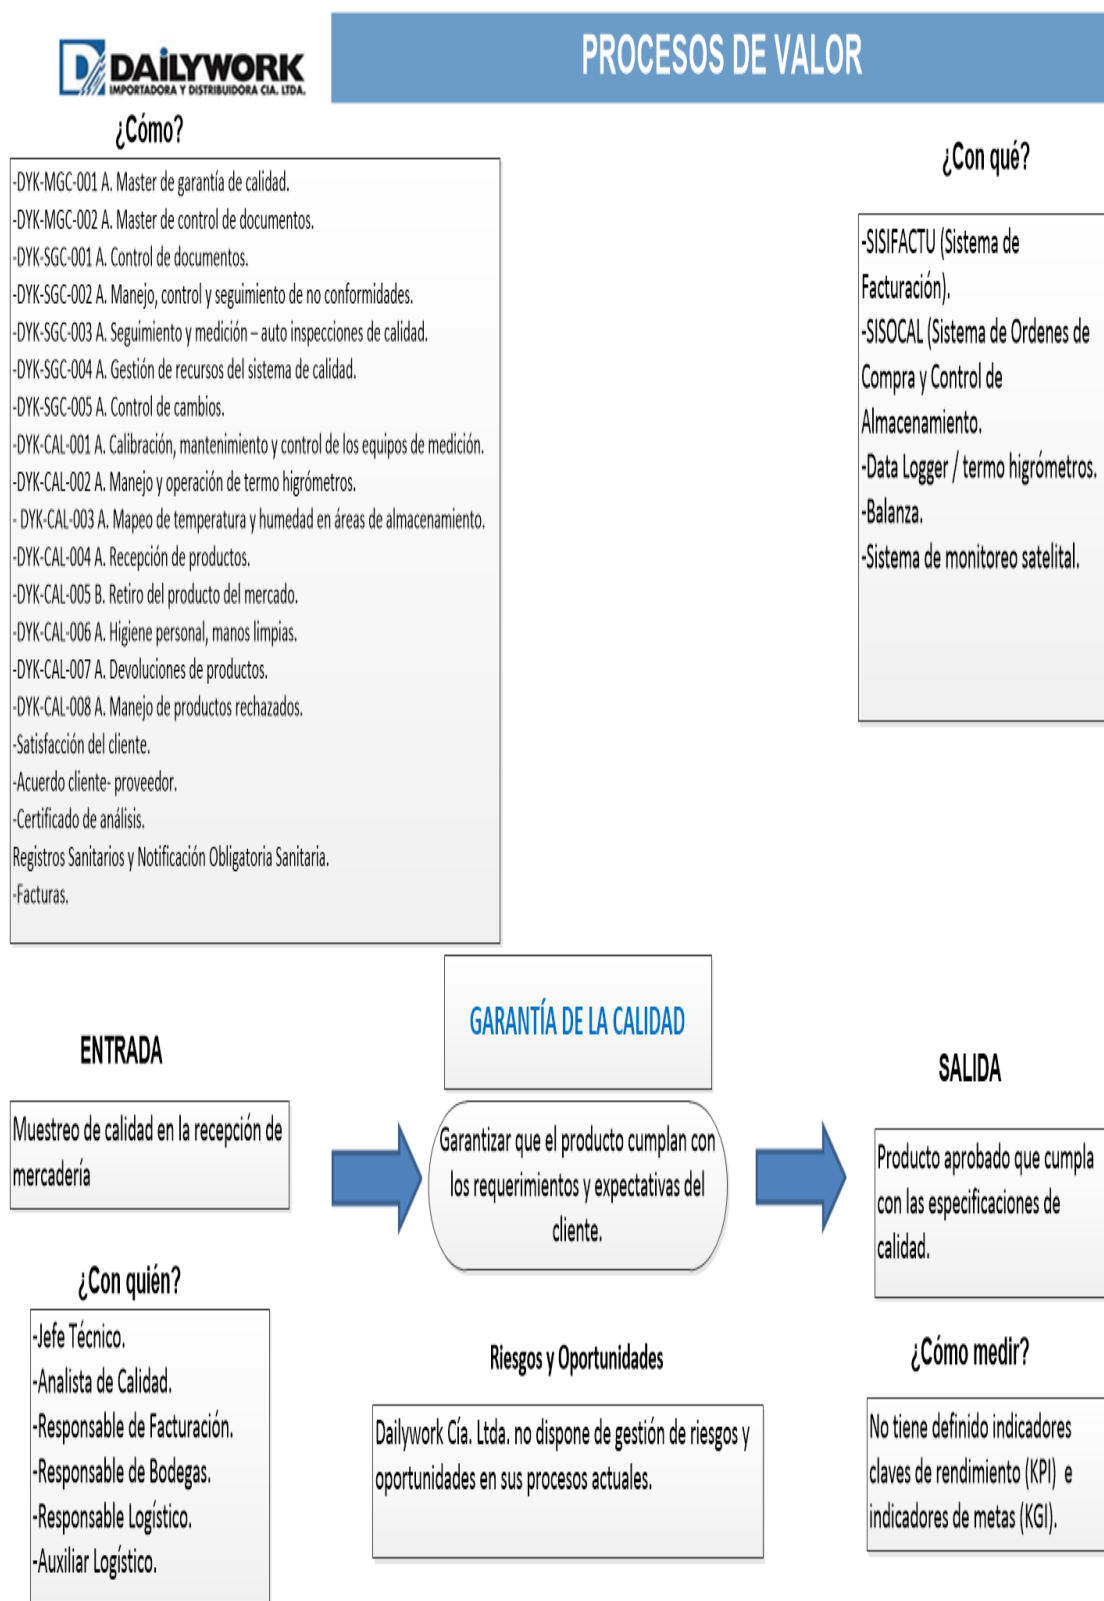 DAiLYWORK
IMPORTADORA Y DISTRIBUIDORA CIA. LTDA.
PROCESOS DE VALOR
¿Cómo?
-DYK-MGC-001 A. Master de garantía de calidad.
-DYK-MGC-002 A. Master de control de documentos.
-DYK-SGC-001 A. Control de documentos.
-DYK-SGC-002 A. Manejo, control y seguimiento de no conformidades.
-DYK-SGC-003 A. Seguimiento y medición – auto inspecciones de calidad.
-DYK-SGC-004 A. Gestión de recursos del sistema de calidad.
-DYK-SGC-005 A. Control de cambios.
-DYK-CAL-001 A. Calibración, mantenimiento y control de los equipos de medición.
-DYK-CAL-002 A. Manejo y operación de termo higrómetros.
- DYK-CAL-003 A. Mapeo de temperatura y humedad en áreas de almacenamiento.
-DYK-CAL-004 A. Recepción de productos.
-DYK-CAL-005 B. Retiro del producto del mercado.
-DYK-CAL-006 A. Higiene personal, manos limpias.
-DYK-CAL-007 A. Devoluciones de productos.
-DYK-CAL-008 A. Manejo de productos rechazados.
-Satisfacción del cliente.
-Acuerdo cliente- proveedor.
-Certificado de análisis.
Registros Sanitarios y Notificación Obligatoria Sanitaria.
-Facturas.
¿Con qué?
-SISIFACTU (Sistema de
Facturación).
-SISOCAL (Sistema de Ordenes de
Compra y Control de
Almacenamiento.
-Data Logger / termo higrómetros.
-Balanza.
-Sistema de monitoreo satelital.
GARANTÍA DE LA CALIDAD
ENTRADA
Muestreo de calidad en la recepción de
mercadería
Garantizar que el producto cumplan con
los requerimientos y expectativas del
cliente.
SALIDA
Producto aprobado que cumpla
con las especificaciones de
calidad.
¿Con quién?
-Jefe Técnico.
-Analista de Calidad.
-Responsable de Facturación.
-Responsable de Bodegas.
-Responsable Logístico.
-Auxiliar Logístico.
Riesgos y Oportunidades
Dailywork Cía. Ltda. no dispone de gestión de riesgos y
oportunidades en sus procesos actuales.
¿Cómo medir?
No tiene definido indicadores
claves de rendimiento (KPI) e
indicadores de metas (KGI).